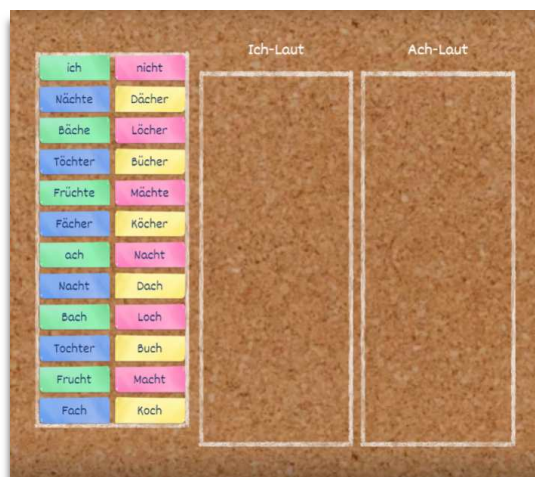 Ich-Laut Ach-Laut
ich nicht
Nächte Dächer
Bäche Löcher
Töchter Bücher
Früchte Mächte
Fächer Köcher
ach Nacht
Nacht Dach
Bach Loch
Tochter Buch
Frucht Macht
Fach Koch